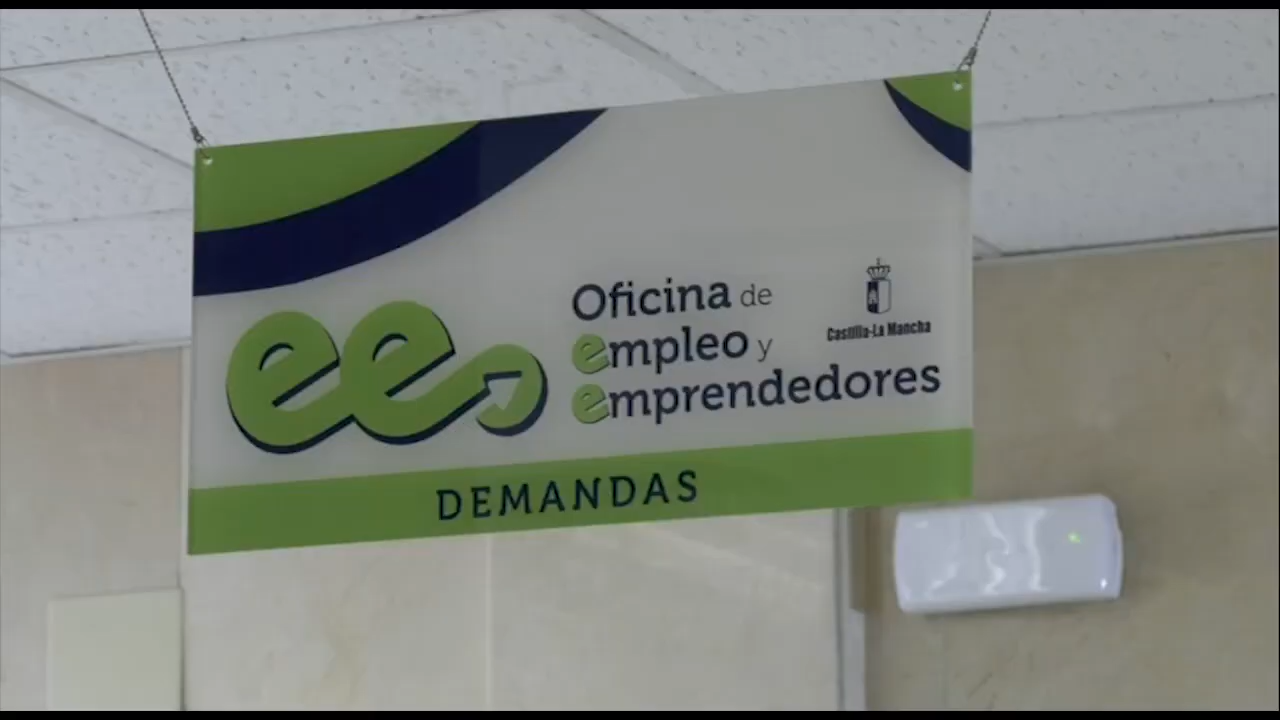 ee
Oficina de
empleo y
emprendedores
Castilla-La Mancha
DEMANDAS